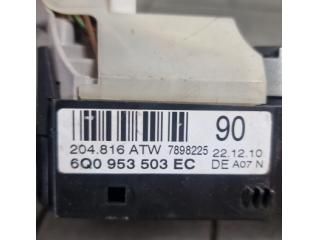 90
204.816 ATW 7898225 22.12.10
6Q0 953 503 EC DE A07 N